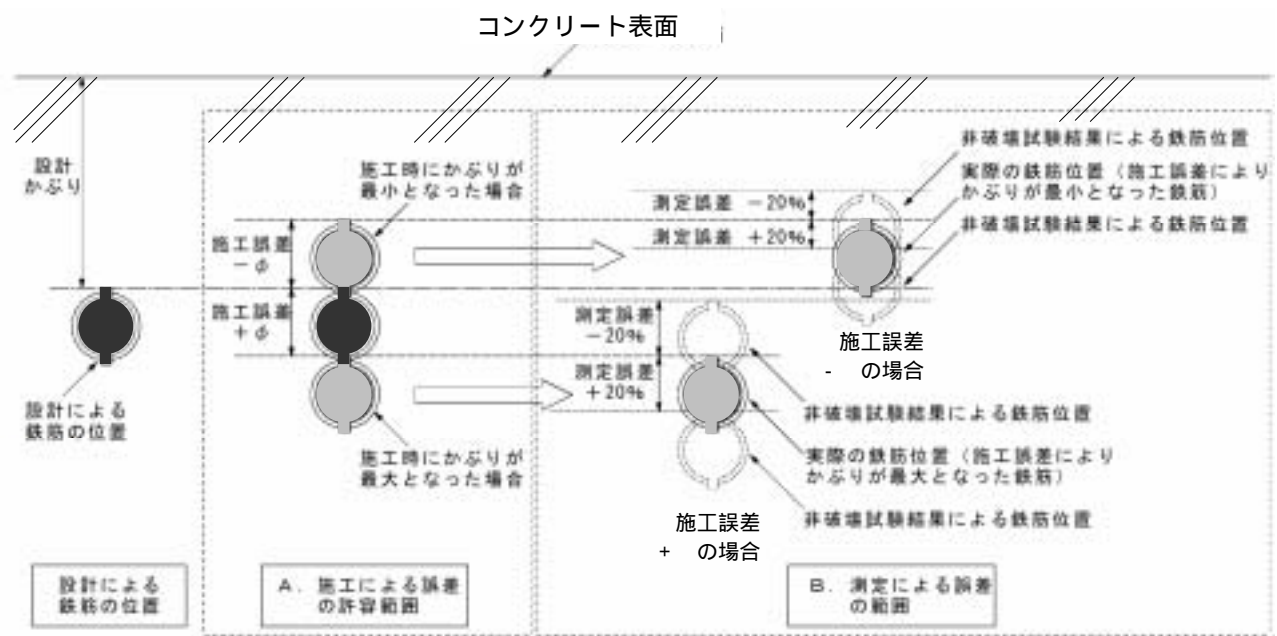 コンクリート表面
設計
かぶり
設計による
鉄筋の位置
設計による
鉄筋の位置
施工時にかぶりが
最小となった場合
施工誤差
－φ
施工誤差
＋φ
施工時にかぶりが
最大となった場合
A. 施工による誤差
の許容範囲
非破壊試験結果による鉄筋位置
実際の鉄筋位置（施工誤差により
かぶりが最小となった鉄筋）
非破壊試験結果による鉄筋位置
測定誤差 －20%
測定誤差 ＋20%
施工誤差
- の場合
測定誤差
－20%
測定誤差
＋20%
非破壊試験結果による鉄筋位置
実際の鉄筋位置（施工誤差により
かぶりが最大となった鉄筋）
非破壊試験結果による鉄筋位置
施工誤差
+ の場合
B. 測定による誤差
の範囲